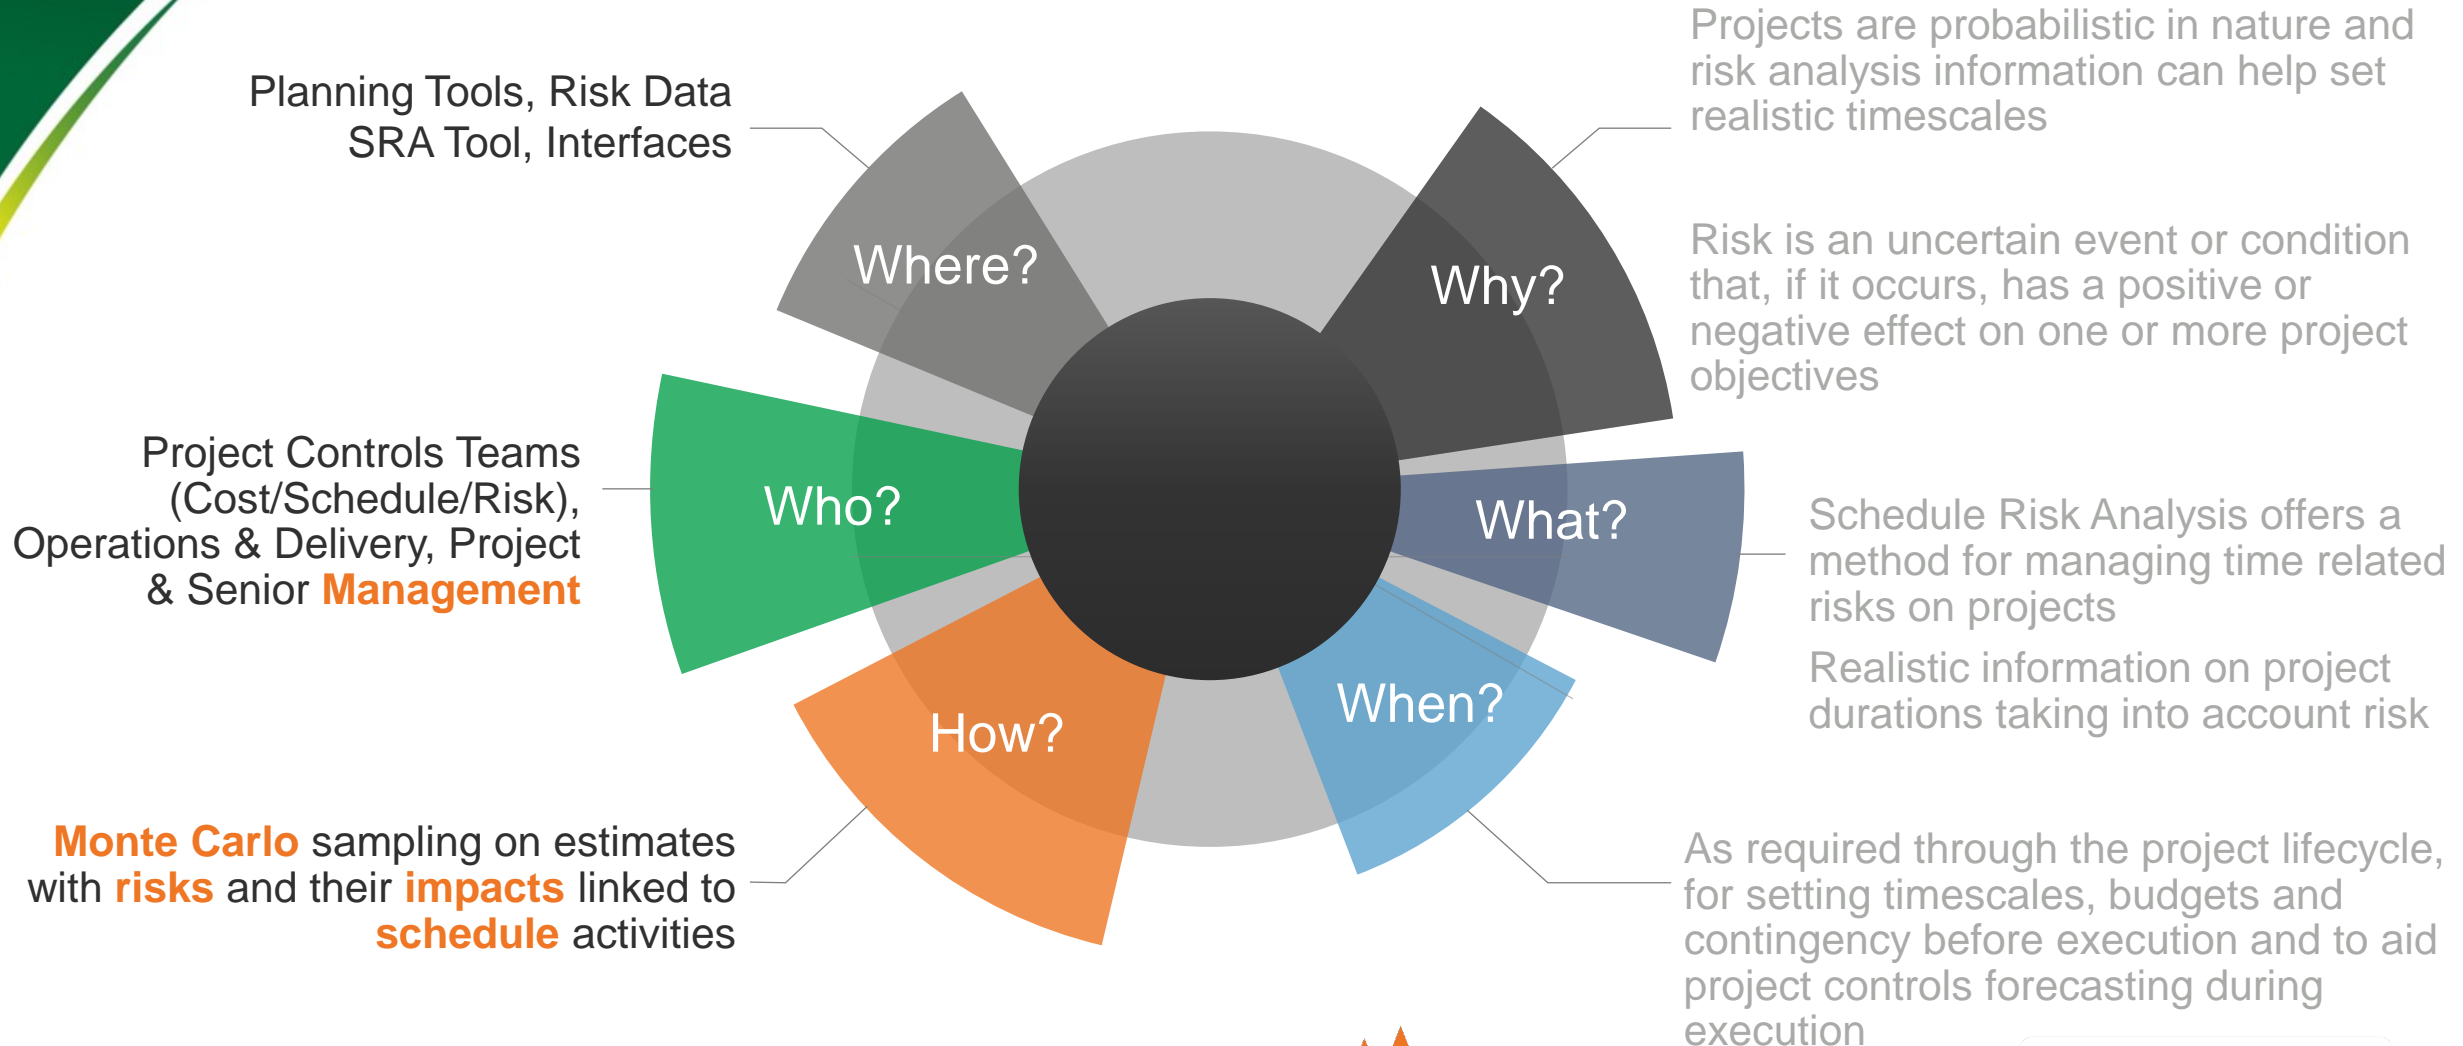 Planning Tools, Risk Data
SRA Tool, Interfaces
Where?
Project Controls Teams
(Cost/Schedule/Risk),
Operations & Delivery, Project
& Senior Management
Who?
Monte Carlo sampling on estimates
with risks and their impacts linked to
schedule activities
How?
Projects are probabilistic in nature and
risk analysis information can help set
realistic timescales
Risk is an uncertain event or condition
that, if it occurs, has a positive or
negative effect on one or more project
objectives
Why?
What?
Schedule Risk Analysis offers a
method for managing time related
risks on projects
Realistic information on project
durations taking into account risk
When?
As required through the project lifecycle,
for setting timescales, budgets and
contingency before execution and to aid
project controls forecasting during
execution